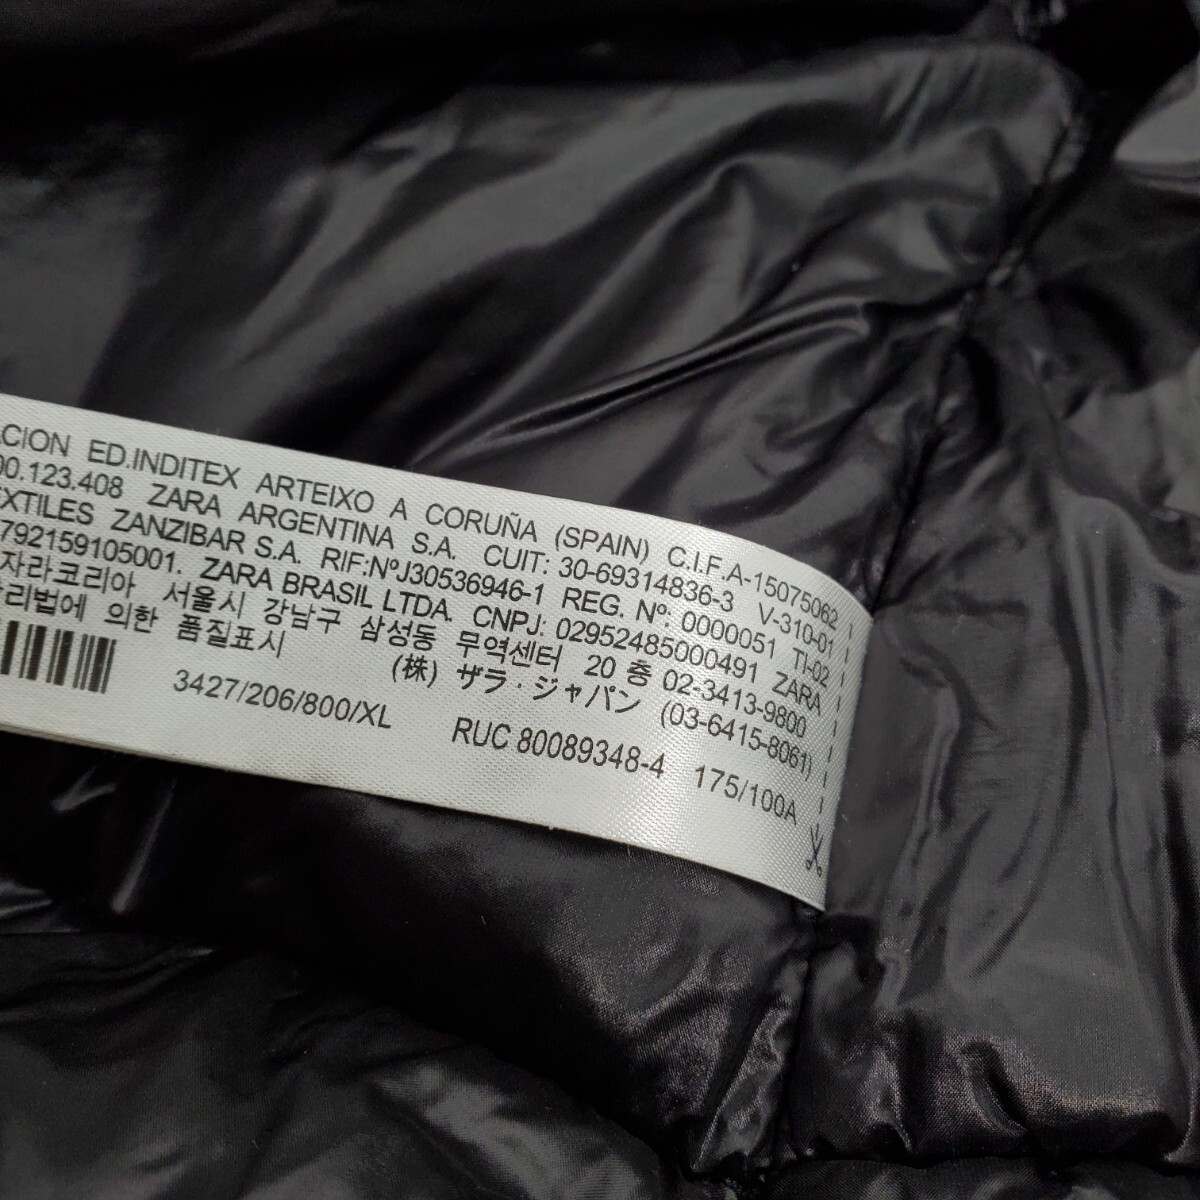 ED.INDITEX ARTEIXO A CORUÑA (SPAIN) C.I.F.A-15075062
00.123.408 ZARA ARGENTINA S.A. CUIT: 30-69314836-3 V-310-01
ZANZIBAR S.A. RIF:NºJ30536946-1 REG. Nº: 0000051 TI-02
792159105001. ZARA BRASIL LTDA. CNPJ: 02952485000491 ZARA
자라코리아 서울시 강남구 삼성동 무역센터 20 층 02-3413-9800
리법에 의한 품질표시 (株) ザラ・ジャパン (03-6415-8061)
3427/206/800/XL RUC 80089348-4 175/100A